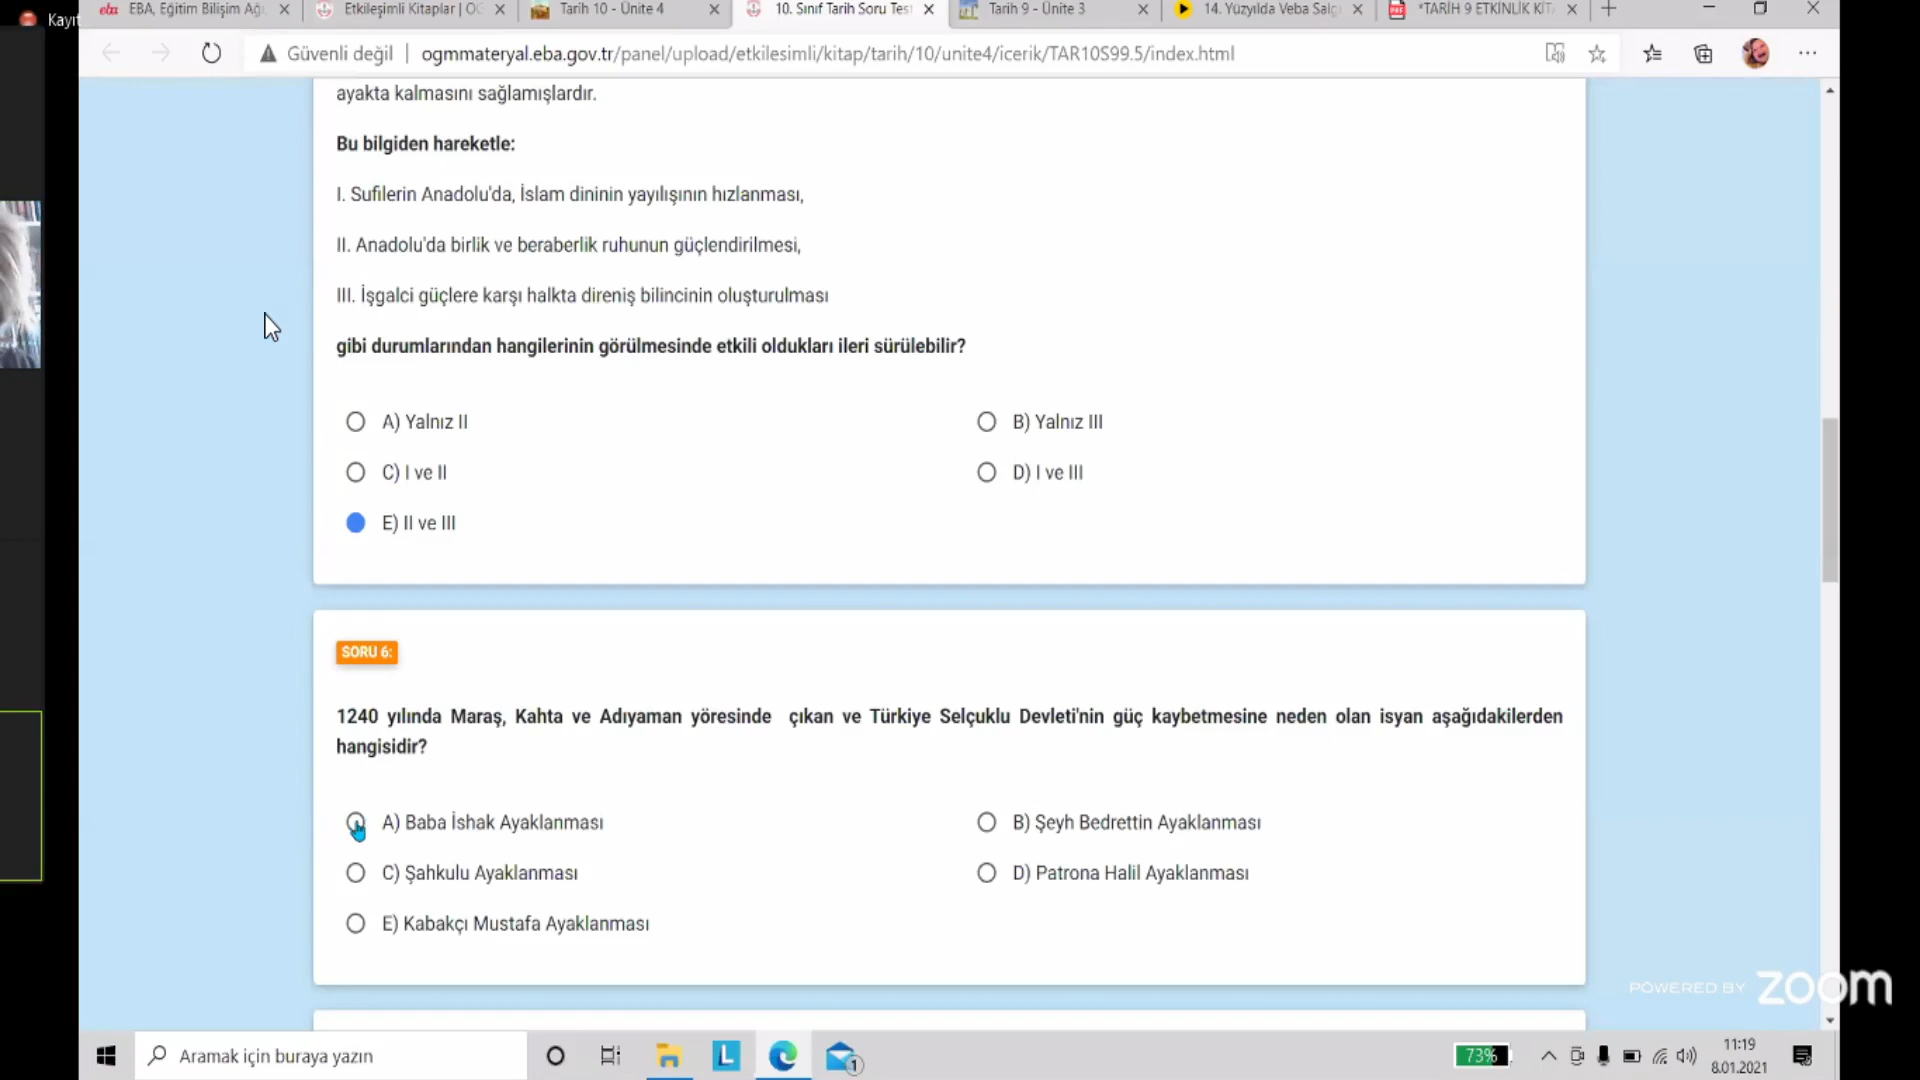 Kayıt
EBA, Eğitim Bilişim Ağı
Etkileşimli Kitaplar | OG
Tarih 10 - Ünite 4
10. Sınıf Tarih Soru Test
Tarih 9 - Ünite 3
14. Yüzyılda Veba Salgı
*TARİH 9 ETKİNLİK KİT
Güvenli değil | ogmmateryal.eba.gov.tr/panel/upload/etkilesimli/kitap/tarih/10/unite4/icerik/TAR10S99.5/index.html
ayakta kalmasını sağlamışlardır.
Bu bilgiden hareketle:
I. Sufilerin Anadolu'da, İslam dininin yayılışının hızlanması,
II. Anadolu'da birlik ve beraberlik ruhunun güçlendirilmesi,
III. İşgalci güçlere karşı halkta direniş bilincinin oluşturulması
gibi durumlarından hangilerinin görülmesinde etkili oldukları ileri sürülebilir?
A) Yalnız II
B) Yalnız III
C) I ve II
D) I ve III
E) II ve III
SORU 6:
1240 yılında Maraş, Kahta ve Adıyaman yöresinde çıkan ve Türkiye Selçuklu Devleti'nin güç kaybetmesine neden olan isyan aşağıdakilerden
hangisidir?
A) Baba İshak Ayaklanması
B) Şeyh Bedrettin Ayaklanması
C) Şahkulu Ayaklanması
D) Patrona Halil Ayaklanması
E) Kabakçı Mustafa Ayaklanması
POWERED BY zoom
Aramak için buraya yazın
L
1
73%
11:19
8.01.2021